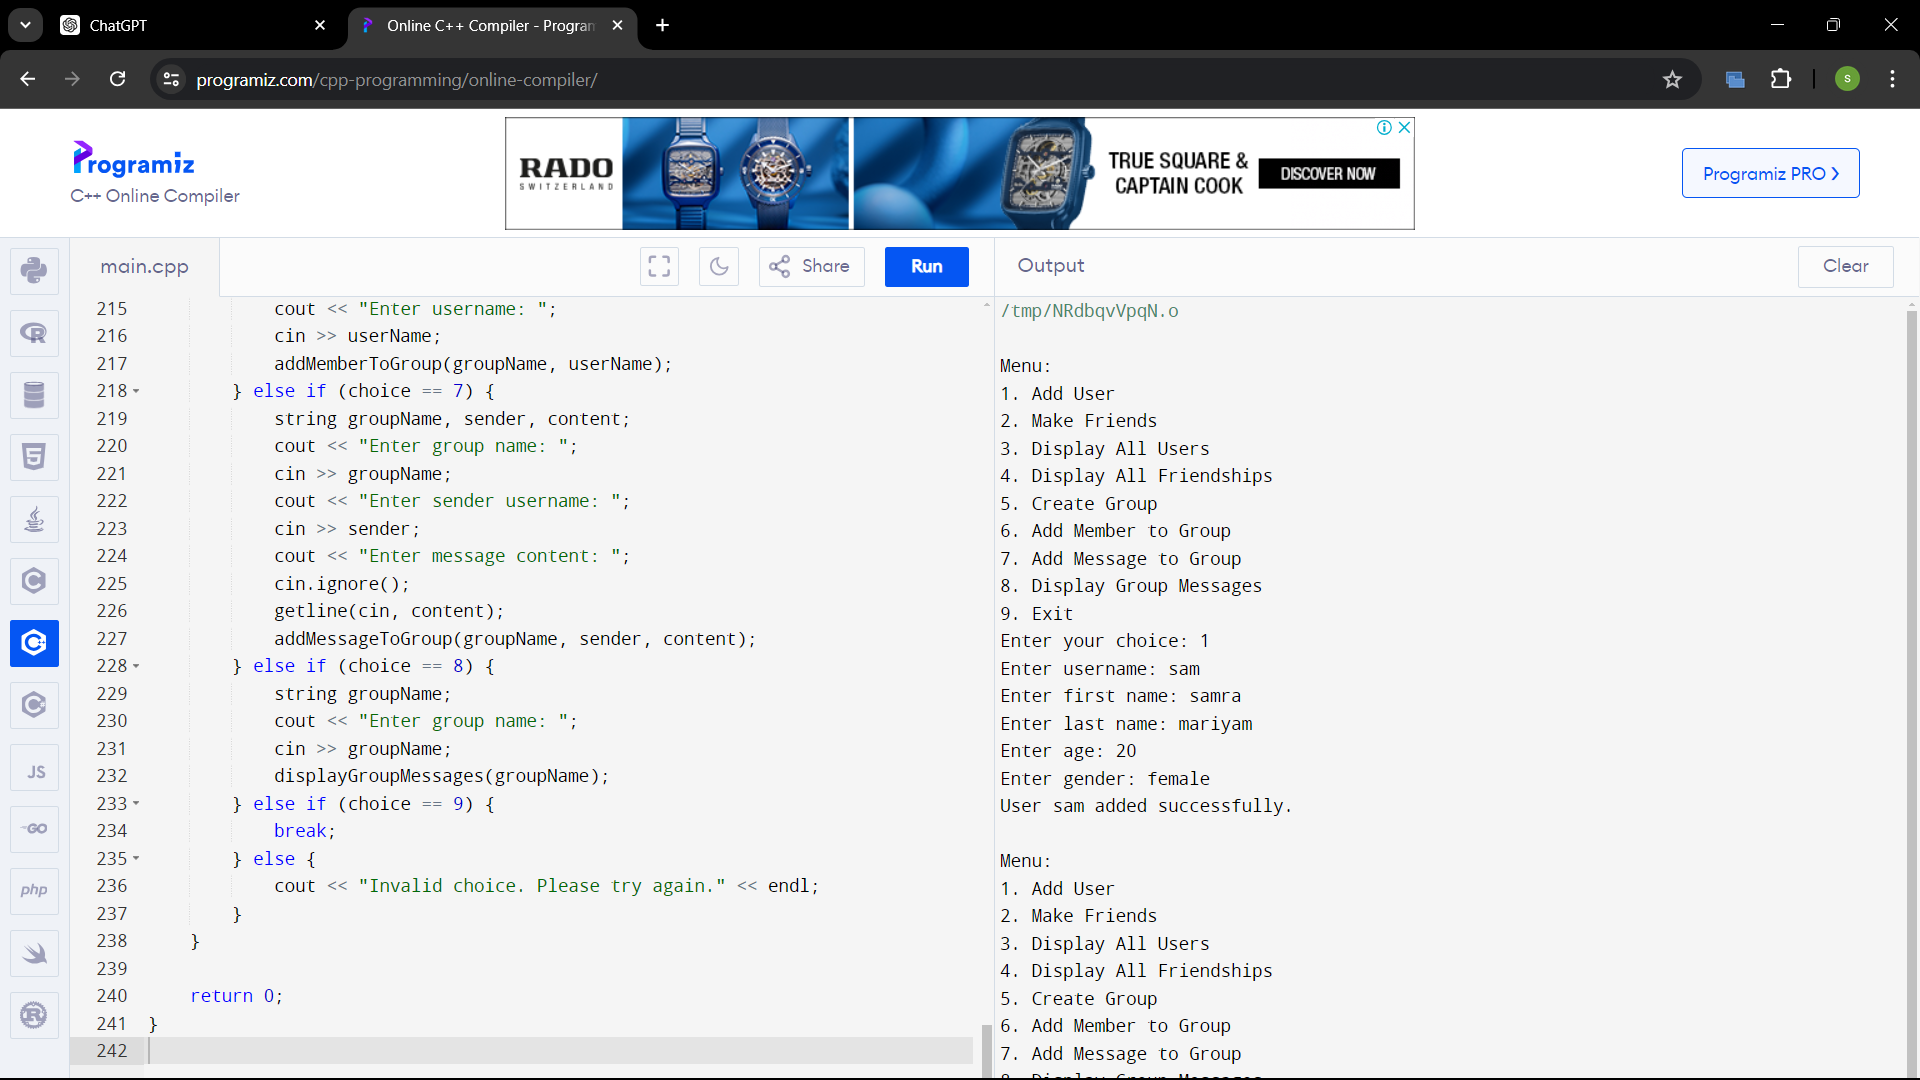 ChatGPT
Online C++ Compiler - Program
programiz.com/cpp-programming/online-compiler/
S
Programiz
C++ Online Compiler
RADO
SWITZERLAND
TRUE SQUARE &
CAPTAIN COOK
DISCOVER NOW
Programiz PRO >
main.cpp
Share
Run
Output
Clear
JS
GO
php
215 cout << "Enter username: ";
216 cin >> userName;
217 addMemberToGroup(groupName, userName);
218 } else if (choice == 7) {
219 string groupName, sender, content;
220 cout << "Enter group name: ";
221 cin >> groupName;
222 cout << "Enter sender username: ";
223 cin >> sender;
224 cout << "Enter message content: ";
225 cin.ignore();
226 getline(cin, content);
227 addMessageToGroup(groupName, sender, content);
228 } else if (choice == 8) {
229 string groupName;
230 cout << "Enter group name: ";
231 cin >> groupName;
232 displayGroupMessages(groupName);
233 } else if (choice == 9) {
234 break;
235 } else {
236 cout << "Invalid choice. Please try again." << endl;
237 }
238 }
239
240 return 0;
241 }
242
/tmp/NRdbqvVpqN.o
Menu:
1. Add User
2. Make Friends
3. Display All Users
4. Display All Friendships
5. Create Group
6. Add Member to Group
7. Add Message to Group
8. Display Group Messages
9. Exit
Enter your choice: 1
Enter username: sam
Enter first name: samra
Enter last name: mariyam
Enter age: 20
Enter gender: female
User sam added successfully.
Menu:
1. Add User
2. Make Friends
3. Display All Users
4. Display All Friendships
5. Create Group
6. Add Member to Group
7. Add Message to Group
8. Display Group Messages